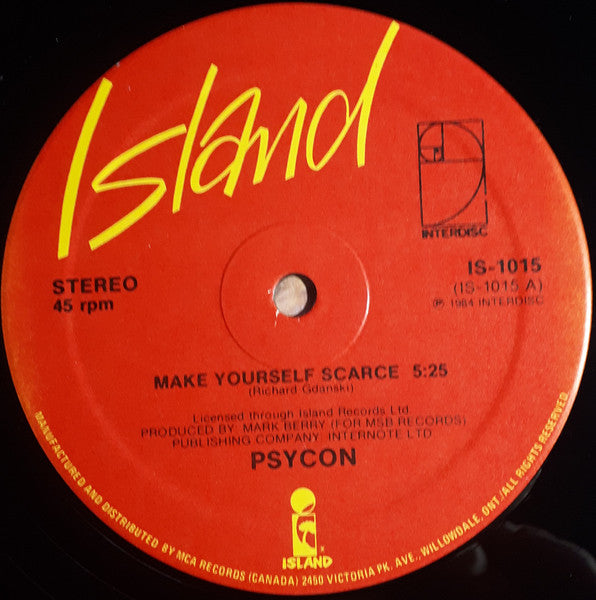 Island
INTERDISC
STEREO
45 rpm
IS-1015
(IS-1015 A)
℗ 1984 INTERDISC
MAKE YOURSELF SCARCE 5:25
(Richard Gdanski)
Licensed through Island Records Ltd.
PRODUCED BY: MARK BERRY (FOR MSB RECORDS)
PUBLISHING COMPANY: INTERNOTE LTD
PSYCON
ISLAND
MANUFACTURED AND DISTRIBUTED BY MCA RECORDS (CANADA) 2450 VICTORIA PK. AVE., WILLOWDALE, ONT./ALL RIGHTS RESERVED.